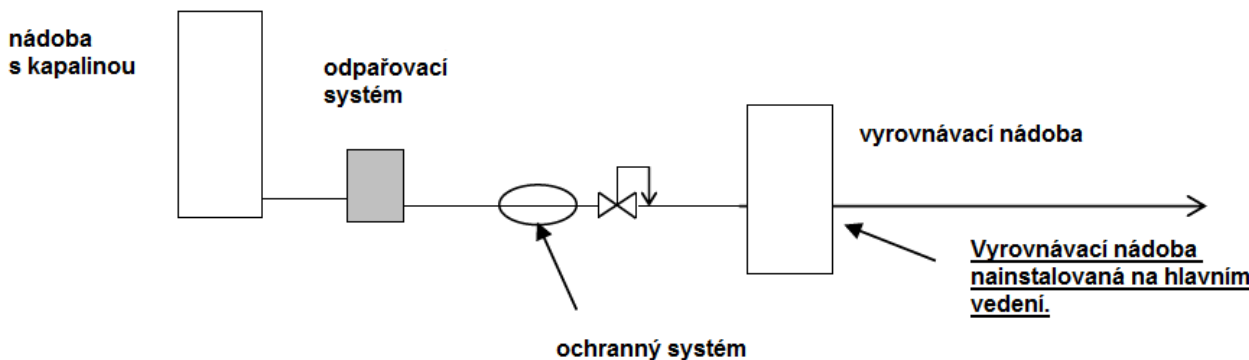 nádoba
s kapalinou
odpařovací
systém
vyrovnávací nádoba
Vyrovnávací nádoba
nainstalovaná na hlavním
vedení.
ochranný systém